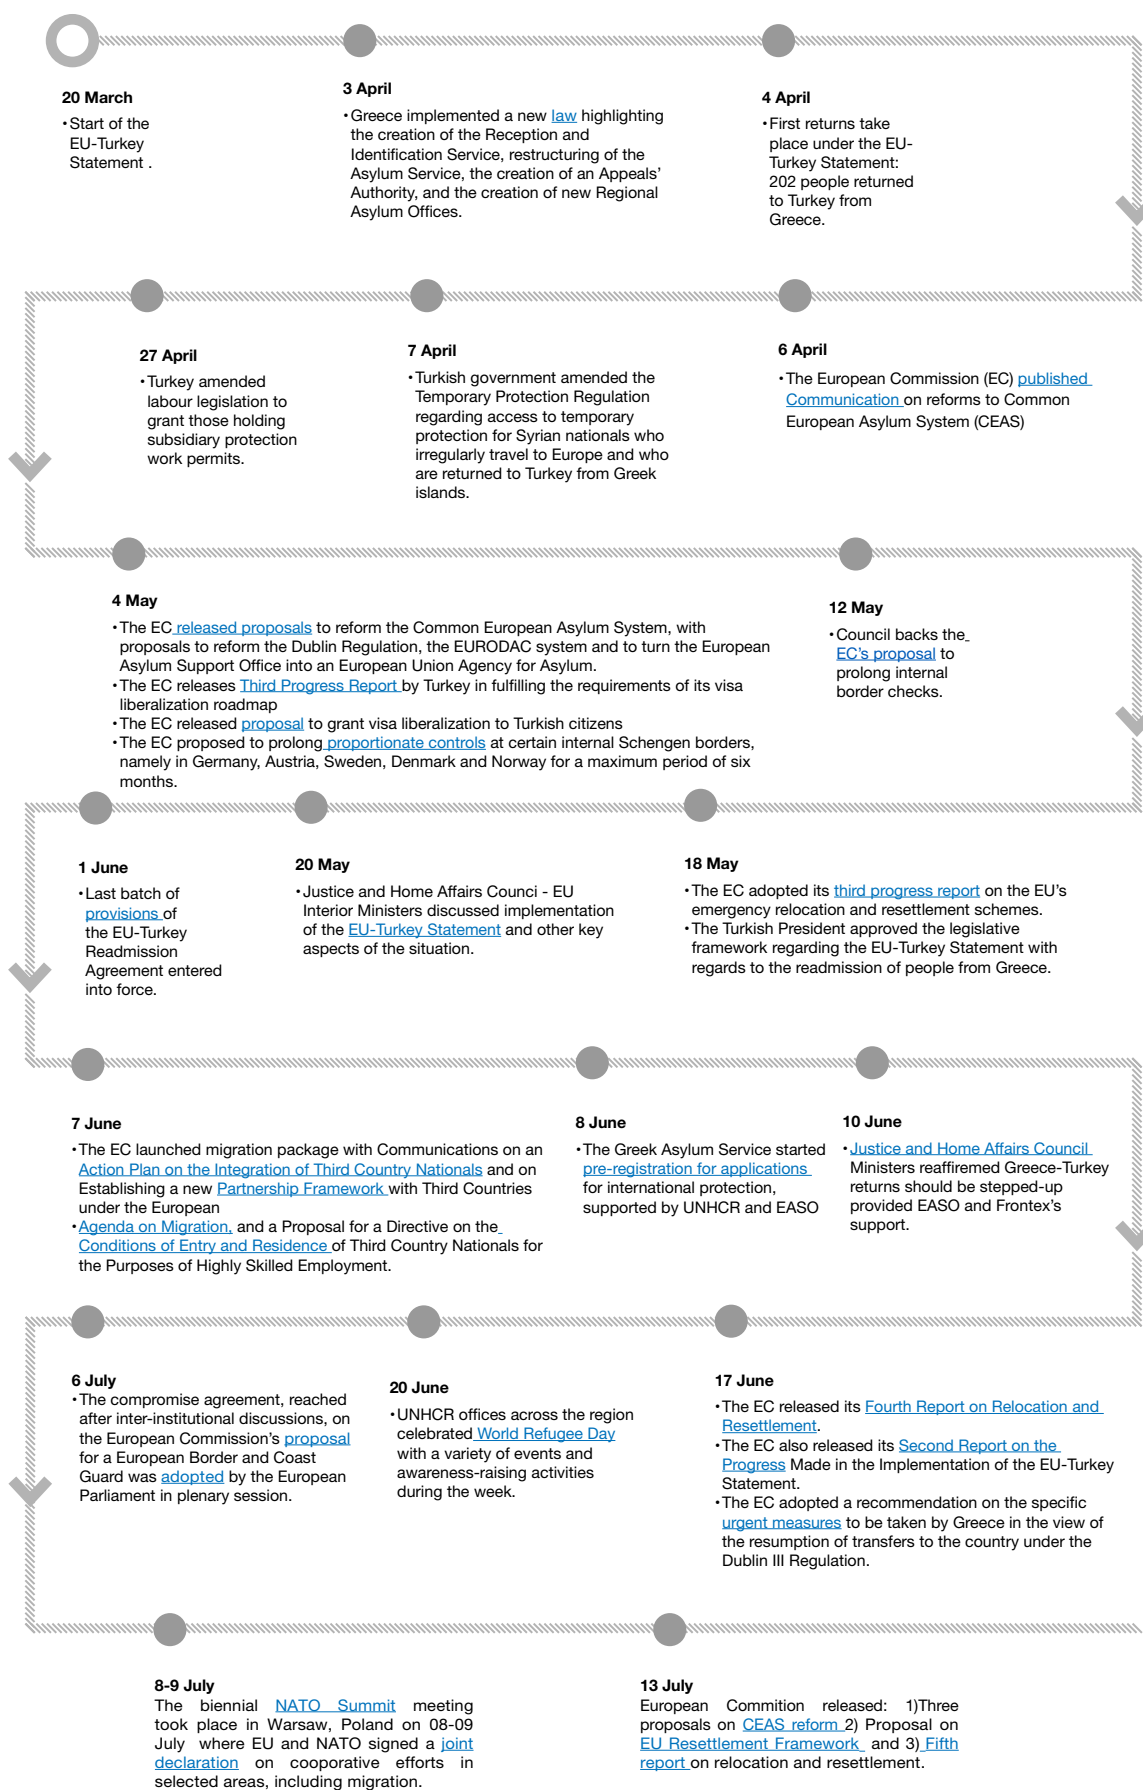 20 March
•Start of the
EU-Turkey
Statement .
3 April
•Greece implemented a new law highlighting
the creation of the Reception and
Identification Service, restructuring of the
Asylum Service, the creation of an Appeals’
Authority, and the creation of new Regional
Asylum Offices.
4 April
•First returns take
place under the EU-
Turkey Statement:
202 people returned
to Turkey from
Greece.
6 April
•The European Commission (EC) published
Communication on reforms to Common
European Asylum System (CEAS)
7 April
•Turkish government amended the
Temporary Protection Regulation
regarding access to temporary
protection for Syrian nationals who
irregularly travel to Europe and who
are returned to Turkey from Greek
islands.
27 April
•Turkey amended
labour legislation to
grant those holding
subsidiary protection
work permits.
4 May
•The EC released proposals to reform the Common European Asylum System, with
proposals to reform the Dublin Regulation, the EURODAC system and to turn the European
Asylum Support Office into an European Union Agency for Asylum.
•The EC releases Third Progress Report by Turkey in fulfilling the requirements of its visa
liberalization roadmap
•The EC released proposal to grant visa liberalization to Turkish citizens
•The EC proposed to prolong proportionate controls at certain internal Schengen borders,
namely in Germany, Austria, Sweden, Denmark and Norway for a maximum period of six
months.
12 May
•Council backs the
EC’s proposal to
prolong internal
border checks.
18 May
•The EC adopted its third progress report on the EU’s
emergency relocation and resettlement schemes.
•The Turkish President approved the legislative
framework regarding the EU-Turkey Statement with
regards to the readmission of people from Greece.
20 May
•Justice and Home Affairs Counci - EU
Interior Ministers discussed implementation
of the EU-Turkey Statement and other key
aspects of the situation.
1 June
•Last batch of
provisions of
the EU-Turkey
Readmission
Agreement entered
into force.
7 June
•The EC launched migration package with Communications on an
Action Plan on the Integration of Third Country Nationals and on
Establishing a new Partnership Framework with Third Countries
under the European
•Agenda on Migration, and a Proposal for a Directive on the
Conditions of Entry and Residence of Third Country Nationals for
the Purposes of Highly Skilled Employment.
8 June
•The Greek Asylum Service started
pre-registration for applications
for international protection,
supported by UNHCR and EASO
10 June
•Justice and Home Affairs Council
Ministers reaffiremed Greece-Turkey
returns should be stepped-up
provided EASO and Frontex’s
support.
17 June
•The EC released its Fourth Report on Relocation and
Resettlement.
•The EC also released its Second Report on the
Progress Made in the Implementation of the EU-Turkey
Statement.
•The EC adopted a recommendation on the specific
urgent measures to be taken by Greece in the view of
the resumption of transfers to the country under the
Dublin III Regulation.
20 June
•UNHCR offices across the region
celebrated World Refugee Day
with a variety of events and
awareness-raising activities
during the week.
6 July
•The compromise agreement, reached
after inter-institutional discussions, on
the European Commission’s proposal
for a European Border and Coast
Guard was adopted by the European
Parliament in plenary session.
8-9 July
The biennial NATO Summit meeting
took place in Warsaw, Poland on 08-09
July where EU and NATO signed a joint
declaration on cooporative efforts in
selected areas, including migration.
13 July
European Commition released: 1)Three
proposals on CEAS reform 2) Proposal on
EU Resettlement Framework and 3) Fifth
report on relocation and resettlement.